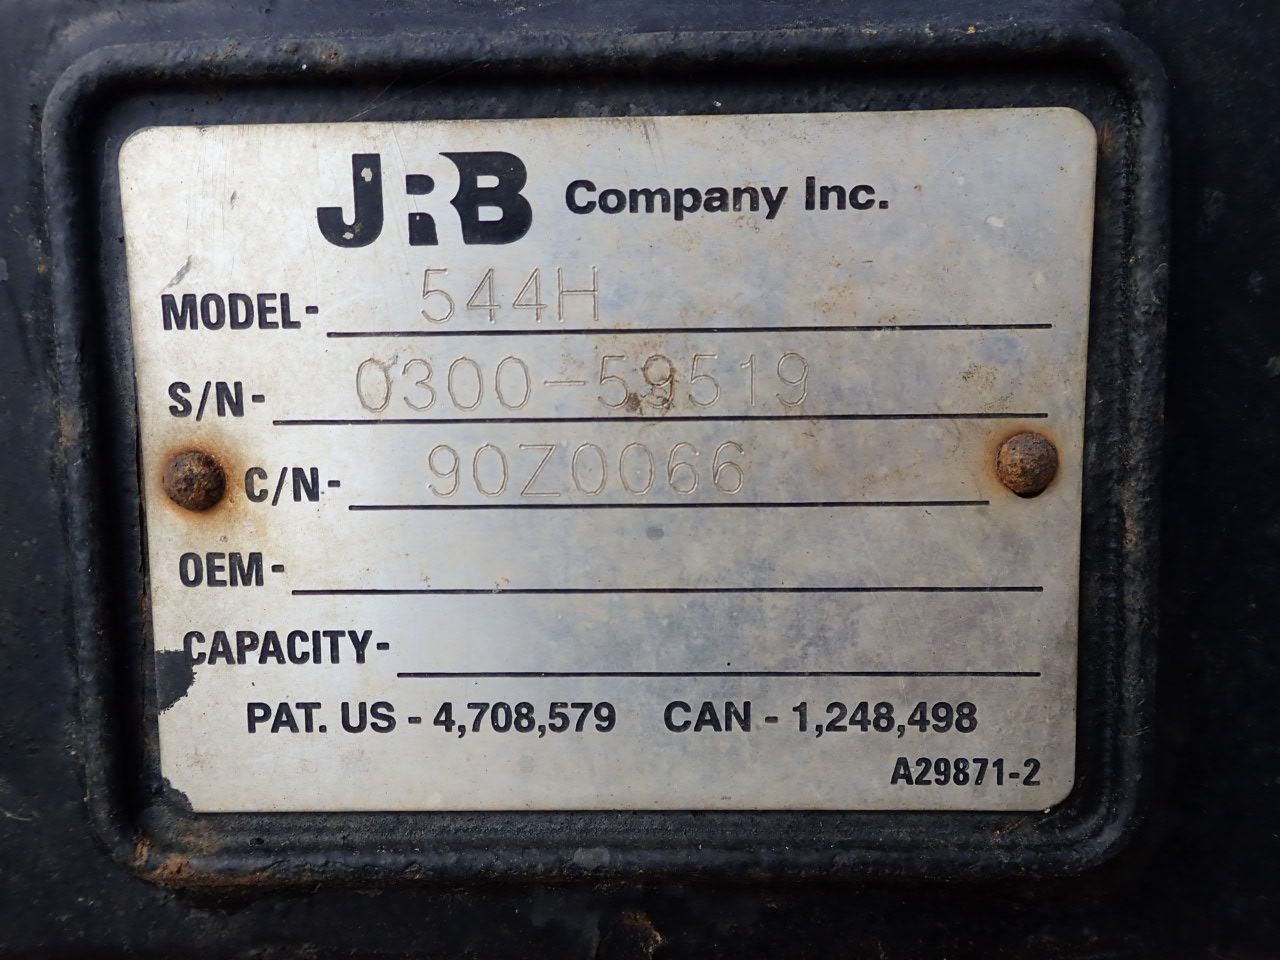 JRB Company Inc.
MODEL- 544H
S/N- 0300-59519
C/N- 90Z0066
OEM-
CAPACITY-
PAT. US - 4,708,579 CAN - 1,248,498
A29871-2